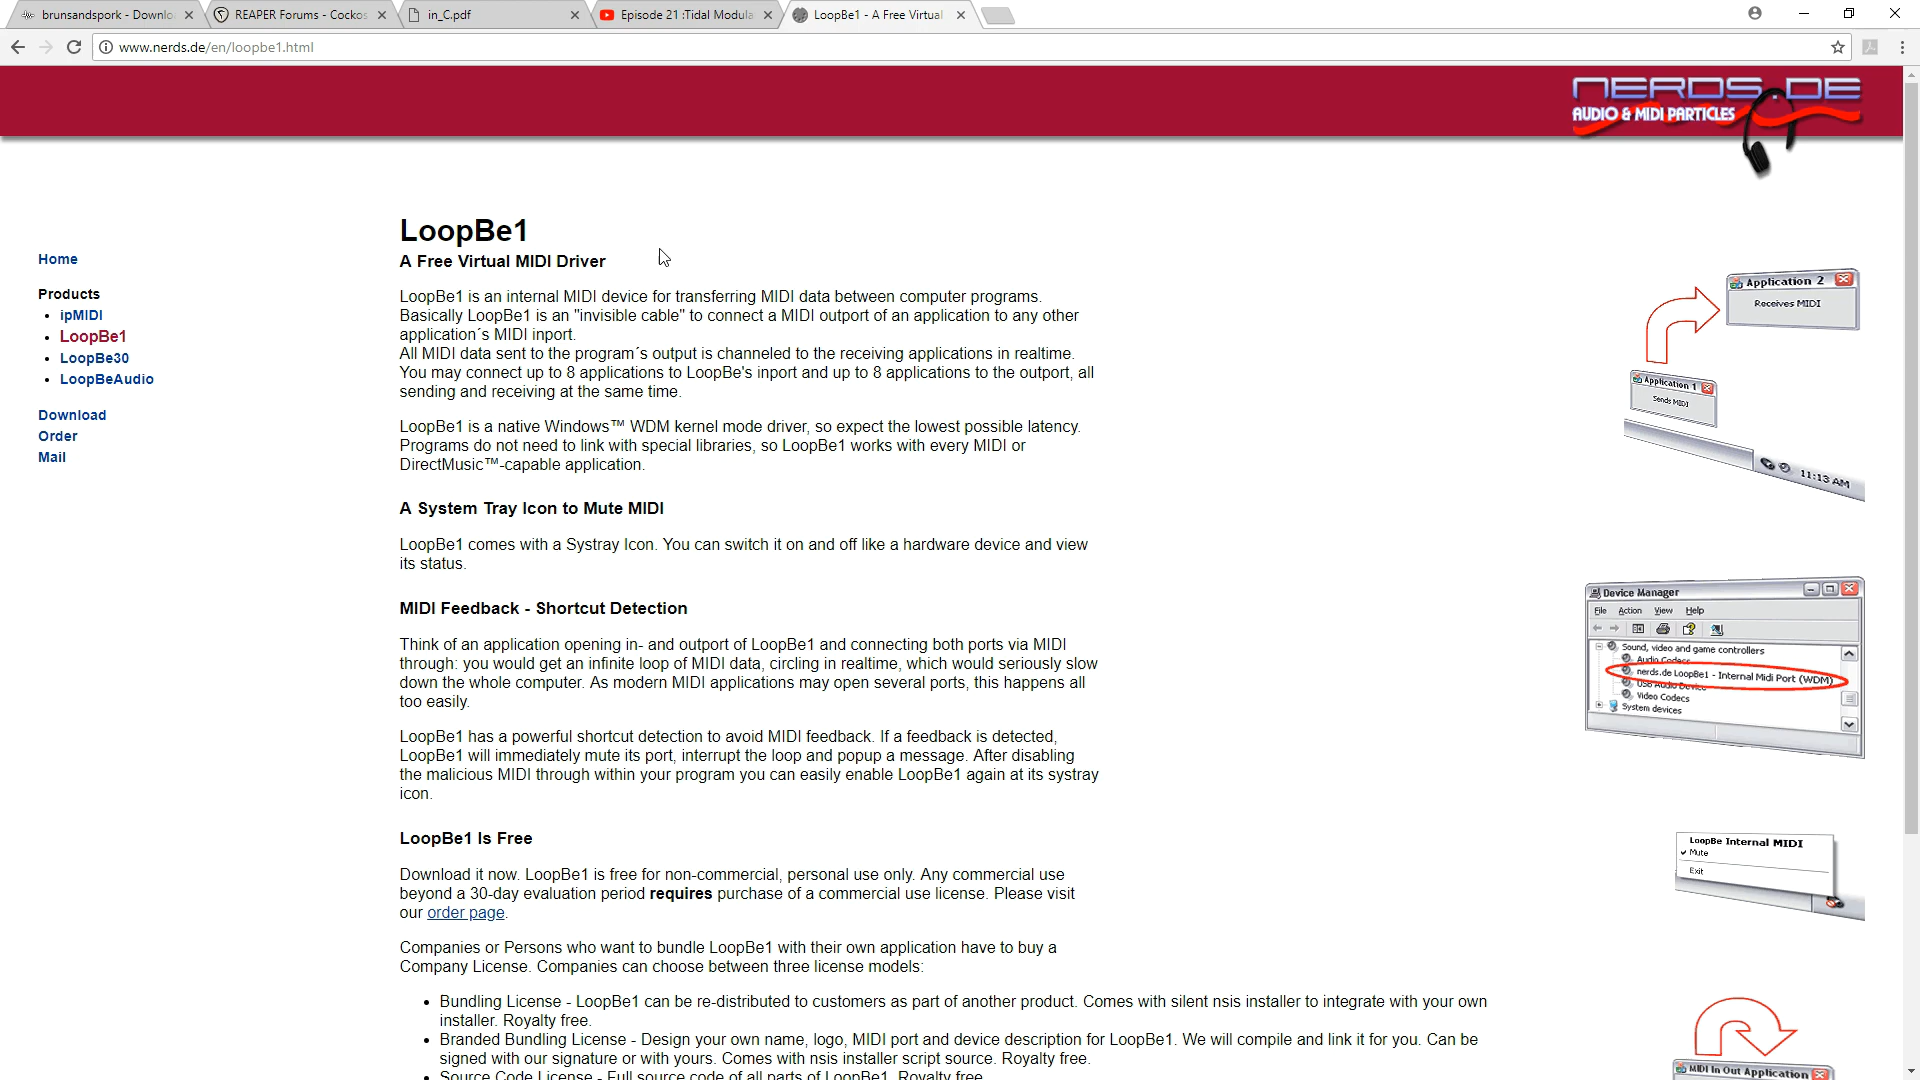 brunsandspork - Downlo
REAPER Forums - Cockos
in_C.pdf
Episode 21 :Tidal Modula
LoopBe1 - A Free Virtual
www.nerds.de/en/loopbe1.html
NERDS.DE
AUDIO & MIDI PARTICLES
Home
Products
ipMIDI
LoopBe1
LoopBe30
LoopBeAudio
Download
Order
Mail
LoopBe1
A Free Virtual MIDI Driver
LoopBe1 is an internal MIDI device for transferring MIDI data between computer programs.
Basically LoopBe1 is an "invisible cable" to connect a MIDI outport of an application to any other
application´s MIDI inport.
All MIDI data sent to the program´s output is channeled to the receiving applications in realtime.
You may connect up to 8 applications to LoopBe's inport and up to 8 applications to the outport, all
sending and receiving at the same time.
LoopBe1 is a native Windows™ WDM kernel mode driver, so expect the lowest possible latency.
Programs do not need to link with special libraries, so LoopBe1 works with every MIDI or
DirectMusic™-capable application.
A System Tray Icon to Mute MIDI
LoopBe1 comes with a Systray Icon. You can switch it on and off like a hardware device and view
its status.
MIDI Feedback - Shortcut Detection
Think of an application opening in- and outport of LoopBe1 and connecting both ports via MIDI
through: you would get an infinite loop of MIDI data, circling in realtime, which would seriously slow
down the whole computer. As modern MIDI applications may open several ports, this happens all
too easily.
LoopBe1 has a powerful shortcut detection to avoid MIDI feedback. If a feedback is detected,
LoopBe1 will immediately mute its port, interrupt the loop and popup a message. After disabling
the malicious MIDI through within your program you can easily enable LoopBe1 again at its systray
icon.
LoopBe1 Is Free
Download it now. LoopBe1 is free for non-commercial, personal use only. Any commercial use
beyond a 30-day evaluation period requires purchase of a commercial use license. Please visit
our order page.
Companies or Persons who want to bundle LoopBe1 with their own application have to buy a
Company License. Companies can choose between three license models:
Bundling License - LoopBe1 can be re-distributed to customers as part of another product. Comes with silent nsis installer to integrate with your own
installer. Royalty free.
Branded Bundling License - Design your own name, logo, MIDI port and device description for LoopBe1. We will compile and link it for you. Can be
signed with our signature or with yours. Comes with nsis installer script source. Royalty free.
Source Code License - Full source code of all parts of LoopBe1. Royalty free.
Application 2
Receives MIDI
Application 1
Sends MIDI
11:13 AM
Device Manager
File Action View Help
Sound, video and game controllers
Audio Codecs
nerds.de LoopBe1 - Internal Midi Port (WDM)
USB Audio Device
Video Codecs
System devices
LoopBe Internal MIDI
Mute
Exit
MIDI In Out Application